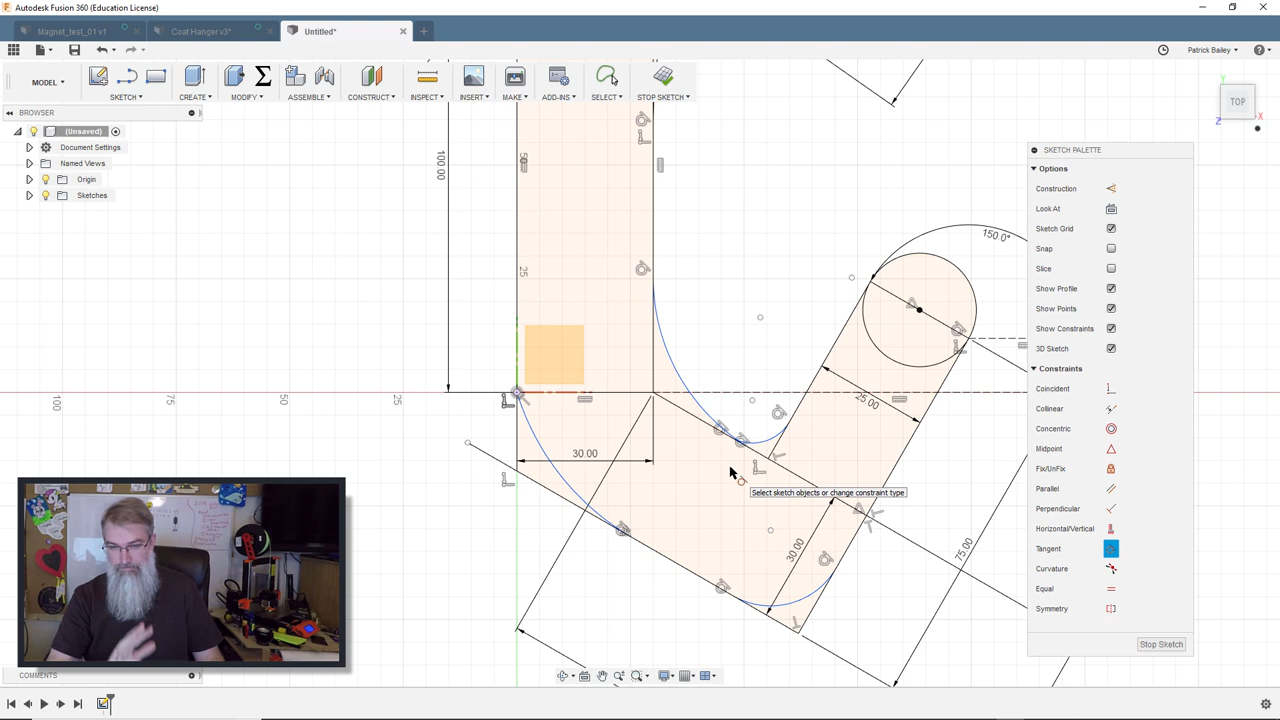 Autodesk Fusion 360 (Education License)
Magnet_test_01 v1
Coat Hanger v3*
Untitled*
Patrick Bailey
MODEL
SKETCH
CREATE
MODIFY
ASSEMBLE
CONSTRUCT
INSPECT
INSERT
MAKE
ADD-INS
SELECT
STOP SKETCH
BROWSER
(Unsaved)
Document Settings
Named Views
Origin
Sketches
TOP
Y
X
Z
SKETCH PALETTE
Options
Construction
Look At
Sketch Grid
Snap
Slice
Show Profile
Show Points
Show Constraints
3D Sketch
Constraints
Coincident
Collinear
Concentric
Midpoint
Fix/UnFix
Parallel
Perpendicular
Horizontal/Vertical
Tangent
Curvature
Equal
Symmetry
Stop Sketch
100.00
50
25
150.0°
100
75
50
25
25.00
30.00
Select sketch objects or change constraint type
30.00
75.00
COMMENTS